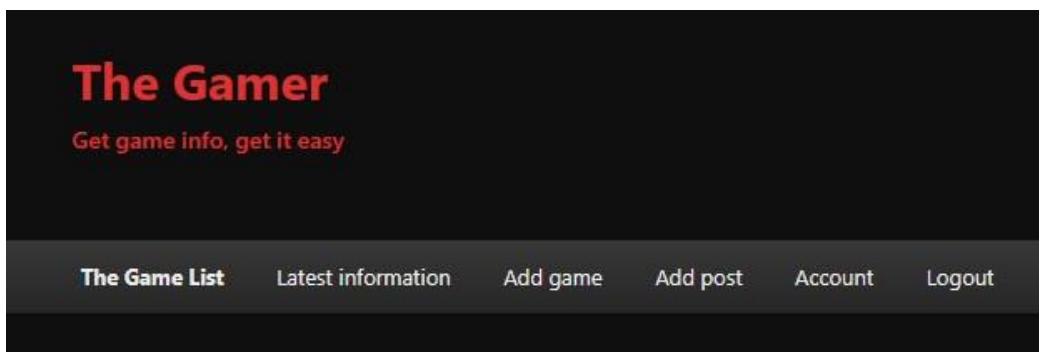 The Gamer
Get game info, get it easy
The Game List Latest information Add game Add post Account Logout